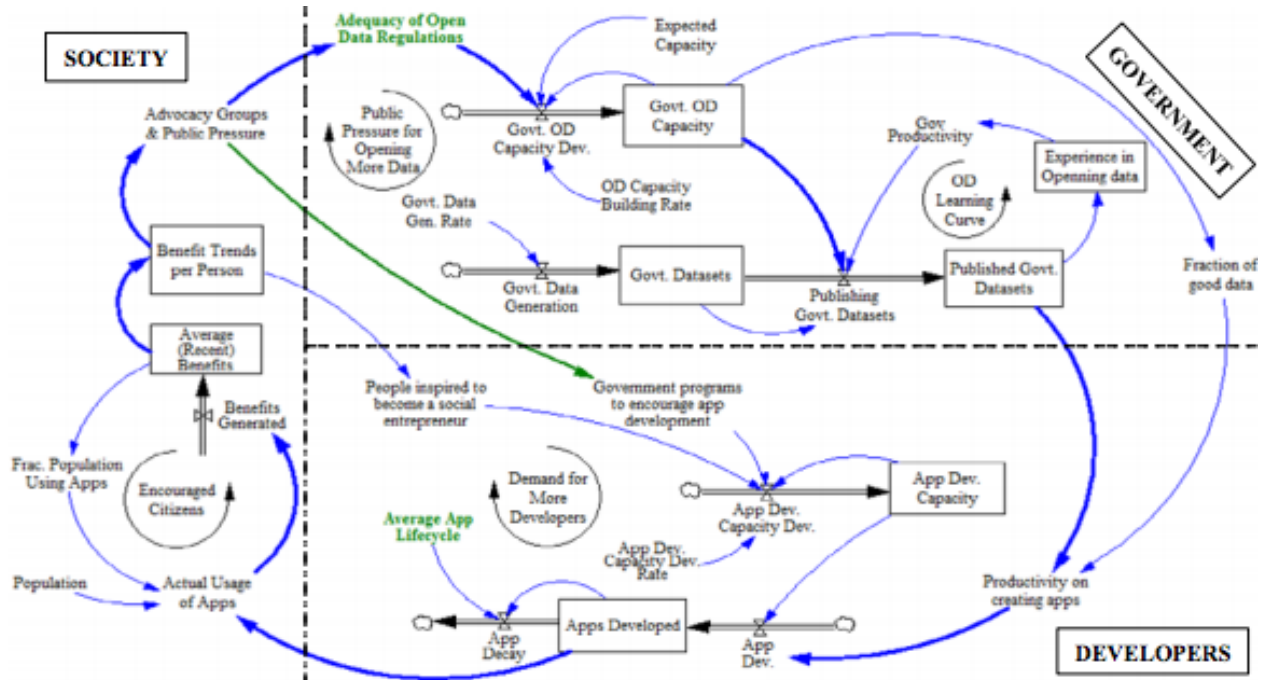 SOCIETY
Adequacy of Open
Data Regulations
Expected
Capacity
GOVERNMENT
Advocacy Groups
& Public Pressure
Public
Pressure for
Opening
More Data
Govt. OD
Capacity Dev.
Govt. OD
Capacity
Gov.
Productivity
Experience in
Openning data
OD
Learning
Curve
OD Capacity
Building Rate
Govt. Data
Gen. Rate
Benefit Trends
per Person
Govt. Data
Generation
Govt. Datasets
Publishing
Govt. Datasets
Published Govt.
Datasets
Fraction of
good data
Average
(Recent)
Benefits
Benefits
Generated
People inspired to
become a social
entrepreneur
Government programs
to encourage app
development
Frac. Population
Using Apps
Encouraged
Citizens
Demand for
More
Developers
App Dev.
Capacity Dev.
App Dev.
Capacity
Average App
Lifecycle
App Dev.
Capacity Dev.
Rate
Population
Actual Usage
of Apps
Productivity on
creating apps
App
Decay
Apps Developed
App
Dev.
DEVELOPERS